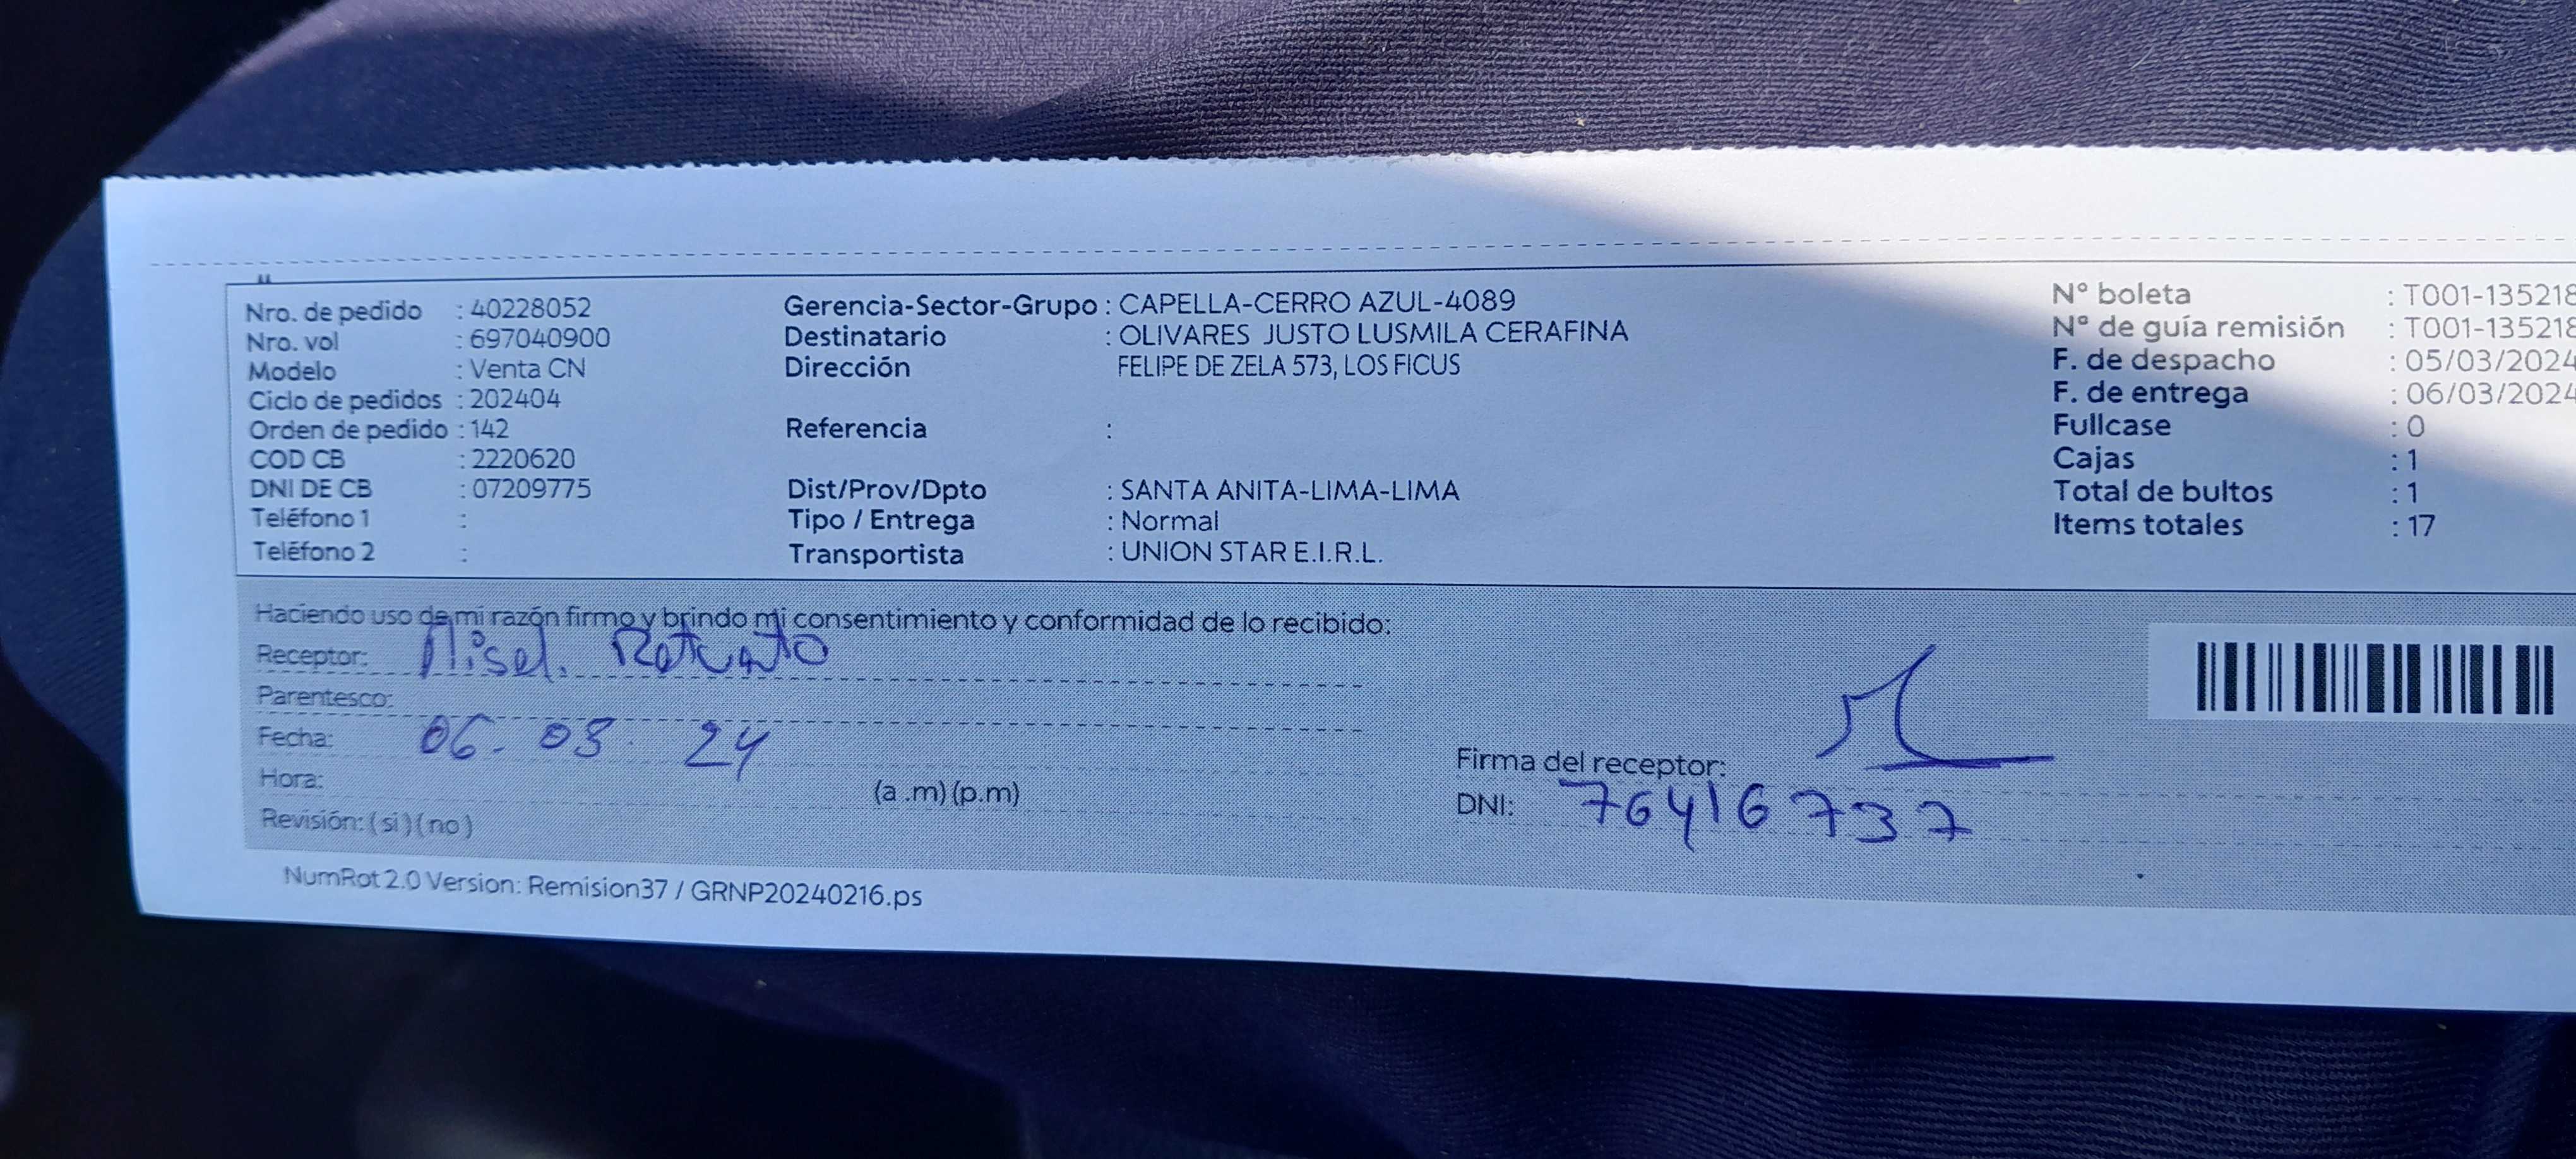 Nro. de pedido : 40228052 Gerencia-Sector-Grupo : CAPELLA-CERRO AZUL-4089 N° boleta : T001-135218
Nro. vol : 697040900 Destinatario : OLIVARES JUSTO LUSMILA CERAFINA N° de guía remisión : T001-135218
Modelo : Venta CN Dirección FELIPE DE ZELA 573, LOS FICUS F. de despacho : 05/03/2024
Ciclo de pedidos : 202404 F. de entrega : 06/03/2024
Orden de pedido : 142 Referencia : Fullcase : 0
COD CB : 2220620 Cajas : 1
DNI DE CB : 07209775 Dist/Prov/Dpto : SANTA ANITA-LIMA-LIMA Total de bultos : 1
Teléfono 1 : Tipo / Entrega : Normal Items totales : 17
Teléfono 2 : Transportista : UNION STAR E.I.R.L.
Haciendo uso de mi razón firmo y brindo mi consentimiento y conformidad de lo recibido:
Receptor:
Parentesco:
Fecha: 06-03 24
Hora: (a .m) (p.m) Firma del receptor:
Revisión: (si) (no) DNI: 76416737
NumRot 2.0 Version: Remision37 / GRNP20240216.ps